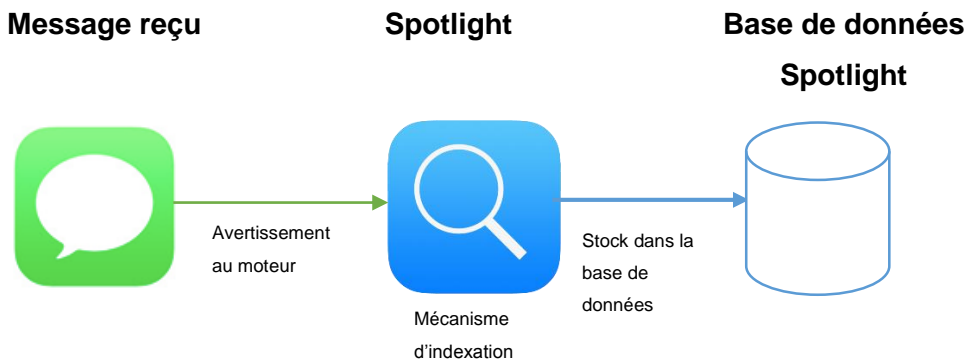 Message reçu
Spotlight
Base de données
Spotlight
Avertissement
au moteur
Mécanisme
d'indexation
Stock dans la
base de
données